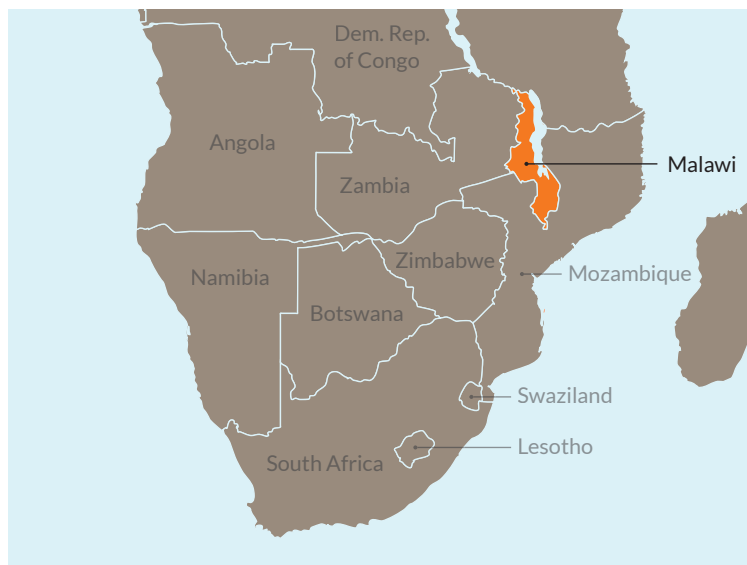 Dem. Rep.
of Congo
Angola
Malawi
Zambia
Zimbabwe
Mozambique
Namibia
Botswana
Swaziland
Lesotho
South Africa